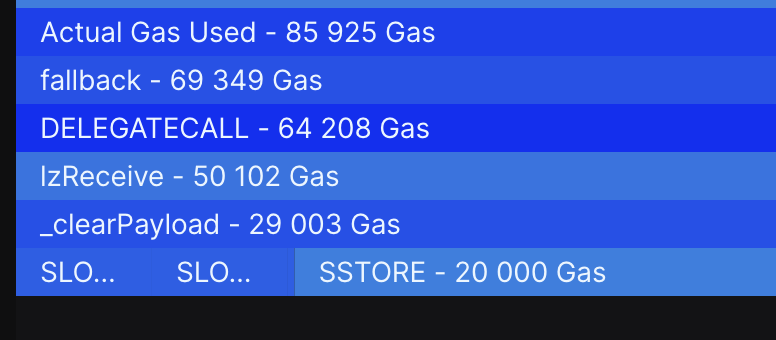 Actual Gas Used - 85 925 Gas
fallback - 69 349 Gas
DELEGATECALL - 64 208 Gas
lzReceive - 50 102 Gas
_clearPayload - 29 003 Gas
SLO... SLO... SSTORE - 20 000 Gas